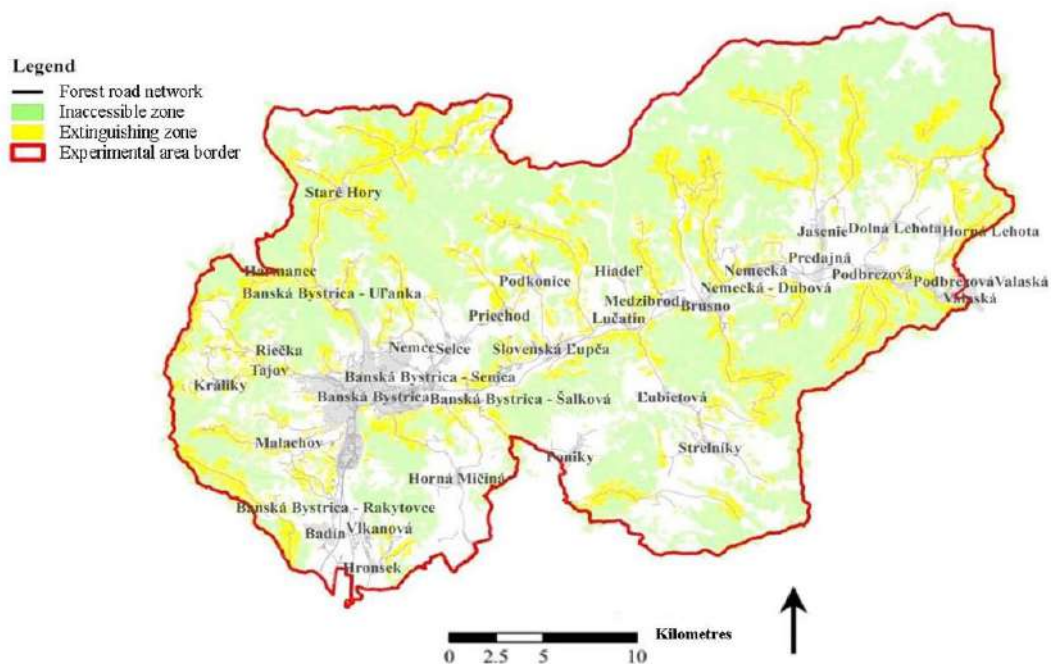 Legend
Forest road network
Inaccessible zone
Extinguishing zone
Experimental area border
Staré Hory
Jasenie
Dolná Lehota
Horná Lehota
Harmanec
Podkonice
Hiadeľ
Nemecká
Predajná
Podbrezová
Podbrezová
Valaská
Banská Bystrica - Uľanka
Nemecká - Dubová
Medzibrod
Brusno
Valaská
Priechod
Lučatín
Riečka
Nemce
Selce
Slovenská Ľupča
Tajov
Králiky
Banská Bystrica - Senica
Banská Bystrica
Banská Bystrica - Šalková
Ľubietová
Malachov
Strelníky
Poniky
Horná Mičiná
Banská Bystrica - Rakytovce
Badín
Vlkanová
Hronsek
Kilometres
0 2.5 5 10